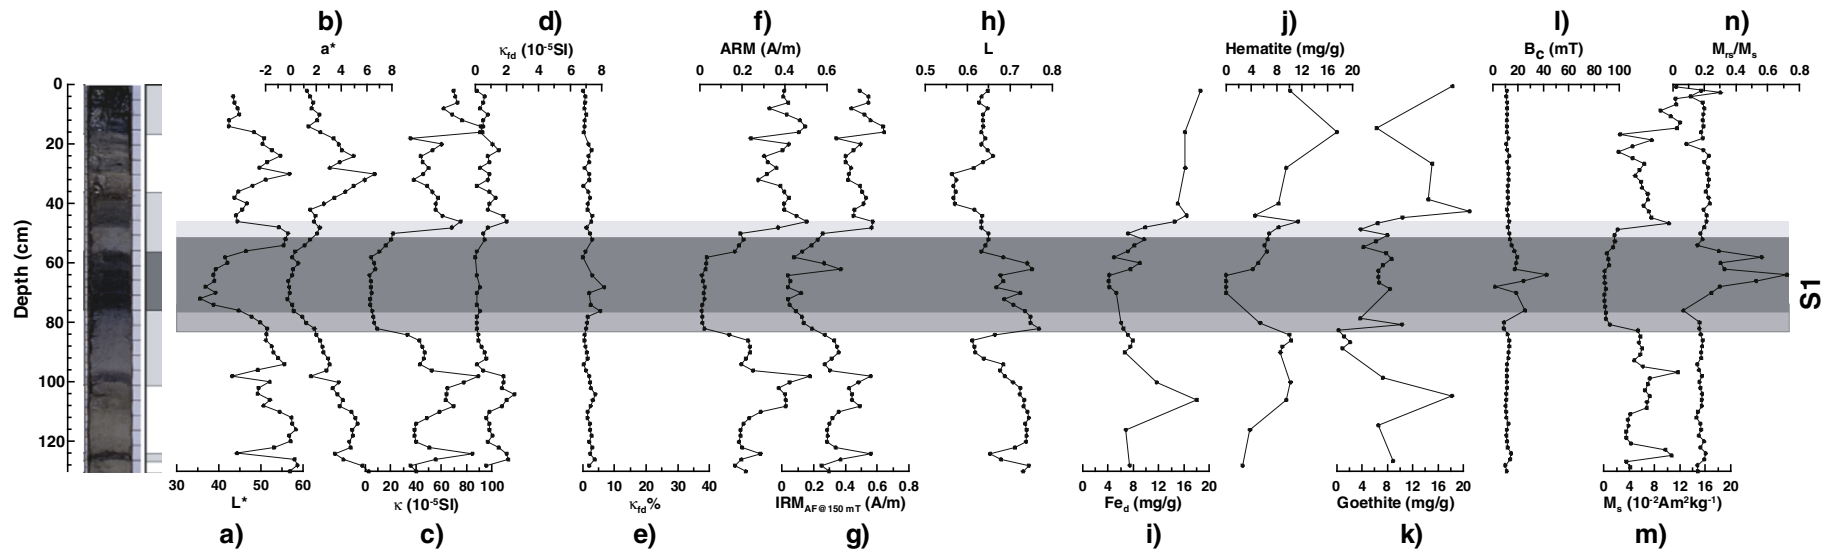 b) d) f) h) j) l) n)
a* κfd (10-5SI) ARM (A/m) L Hematite (mg/g) BC (mT) Mrs/Ms
-2 0 2 4 6 8 0 2 4 6 8 0 0.2 0.4 0.6 0.5 0.6 0.7 0.8 0 4 8 12 16 20 0 20 40 60 80 100 0 0.2 0.4 0.6 0.8
0
20
40
60
80
100
120
Depth (cm)
S1
30 40 50 60 0 20 40 60 80 100 0 10 20 30 40 0 0.2 0.4 0.6 0.8 0 4 8 12 16 20 0 4 8 12 16 20 0 4 8 12 16 20
L* κ (10-5SI) κfd% IRMAF@150 mT (A/m) Fed (mg/g) Goethite (mg/g) Ms (10-2Am2kg-1)
a) c) e) g) i) k) m)